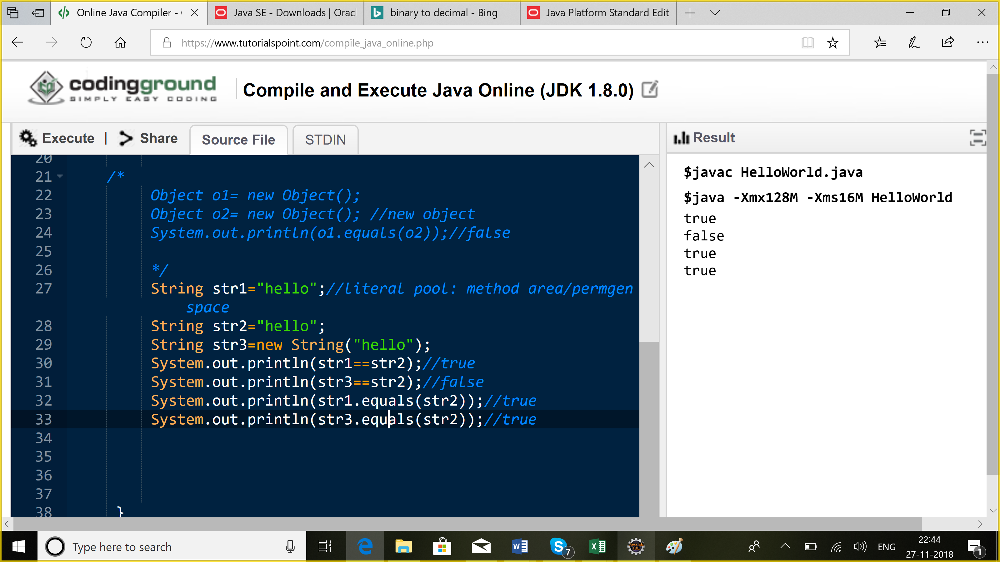 Online Java Compiler -
Java SE - Downloads | Oracl
binary to decimal - Bing
Java Platform Standard Edit
https://www.tutorialspoint.com/compile_java_online.php
codingground
SIMPLY EASY CODING
Compile and Execute Java Online (JDK 1.8.0)
Execute | Share
Source File
STDIN
Result
20
21 /*
22 Object o1= new Object();
23 Object o2= new Object(); //new object
24 System.out.println(o1.equals(o2));//false
25
26 */
27 String str1="hello";//literal pool: method area/permgen
space
28 String str2="hello";
29 String str3=new String("hello");
30 System.out.println(str1==str2);//true
31 System.out.println(str3==str2);//false
32 System.out.println(str1.equals(str2));//true
33 System.out.println(str3.equals(str2));//true
34
35
36
37
38 }
$javac HelloWorld.java
$java -Xmx128M -Xms16M HelloWorld
true
false
true
true
Type here to search
7
Java EE
IDE
ENG
22:44
27-11-2018
1